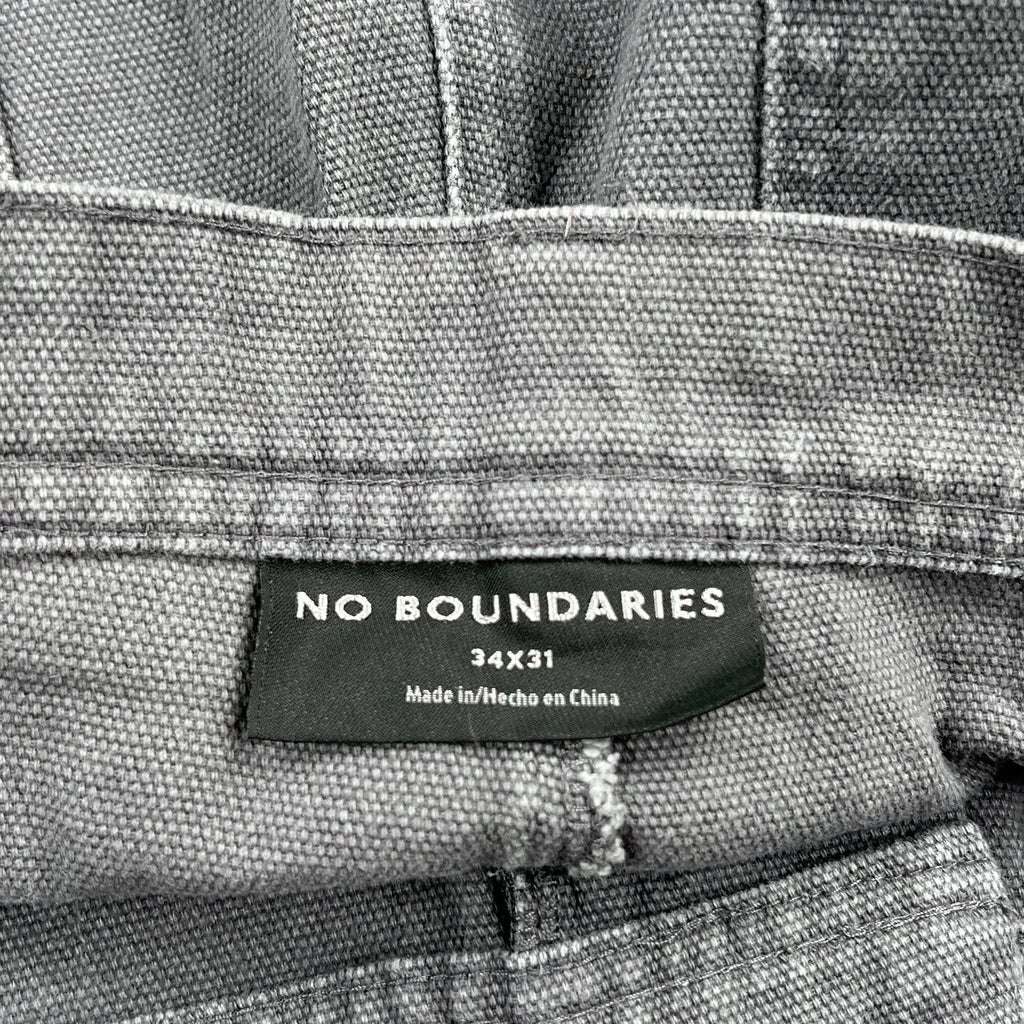 NO BOUNDARIES
34X31
Made in/Hecho en China